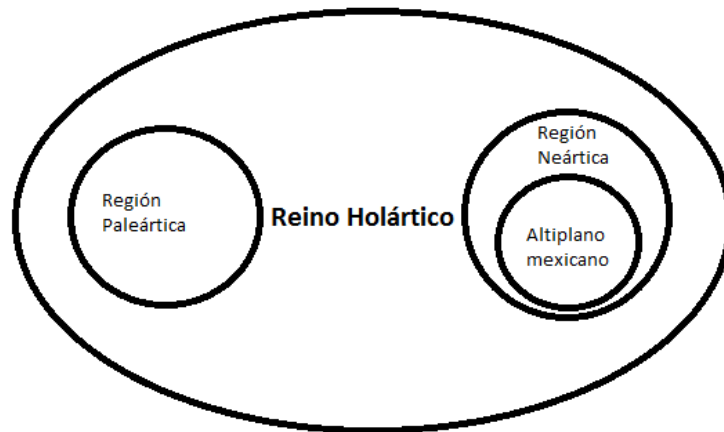 Región
Paleártica
Reino Holártico
Región
Neártica
Altiplano
mexicano